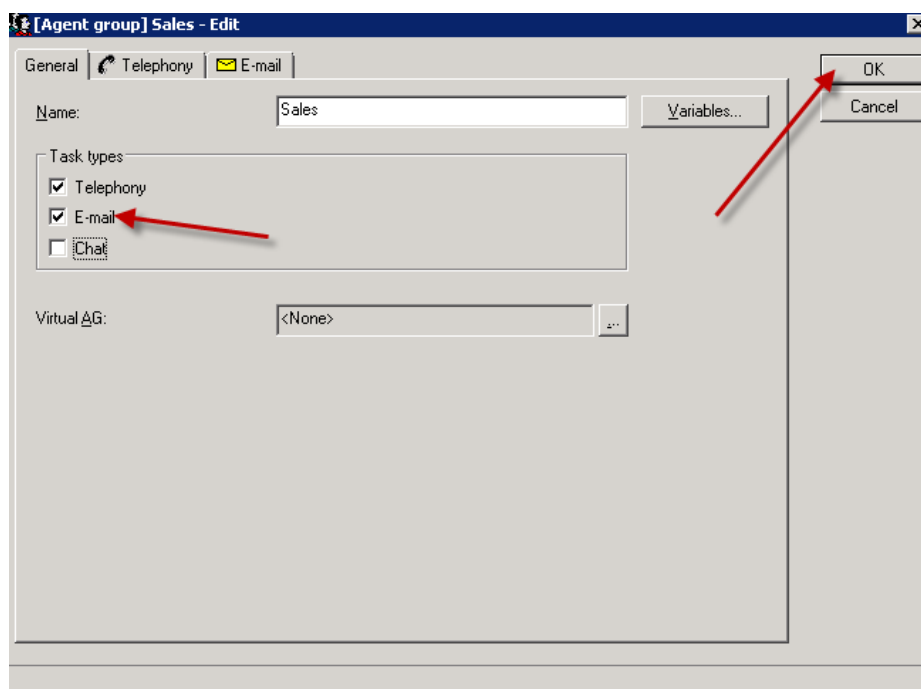 [Agent group] Sales - Edit
General Telephony E-mail
OK
Name: Sales Variables... Cancel
Task types
Telephony
E-mail
Chat
Virtual AG: <None> ...